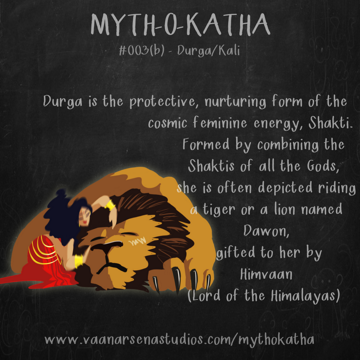 MYTH-O-KATHA
#003(b) - Durga/Kali
Durga is the protective, nurturing form of the
cosmic feminine energy, Shakti.
Formed by combining the
Shaktis of all the Gods,
she is often depicted riding
a tiger or a lion named
Dawon,
gifted to her by
Himvaan
(Lord of the Himalayas)
www.vaanarsenastudios.com/mythokatha